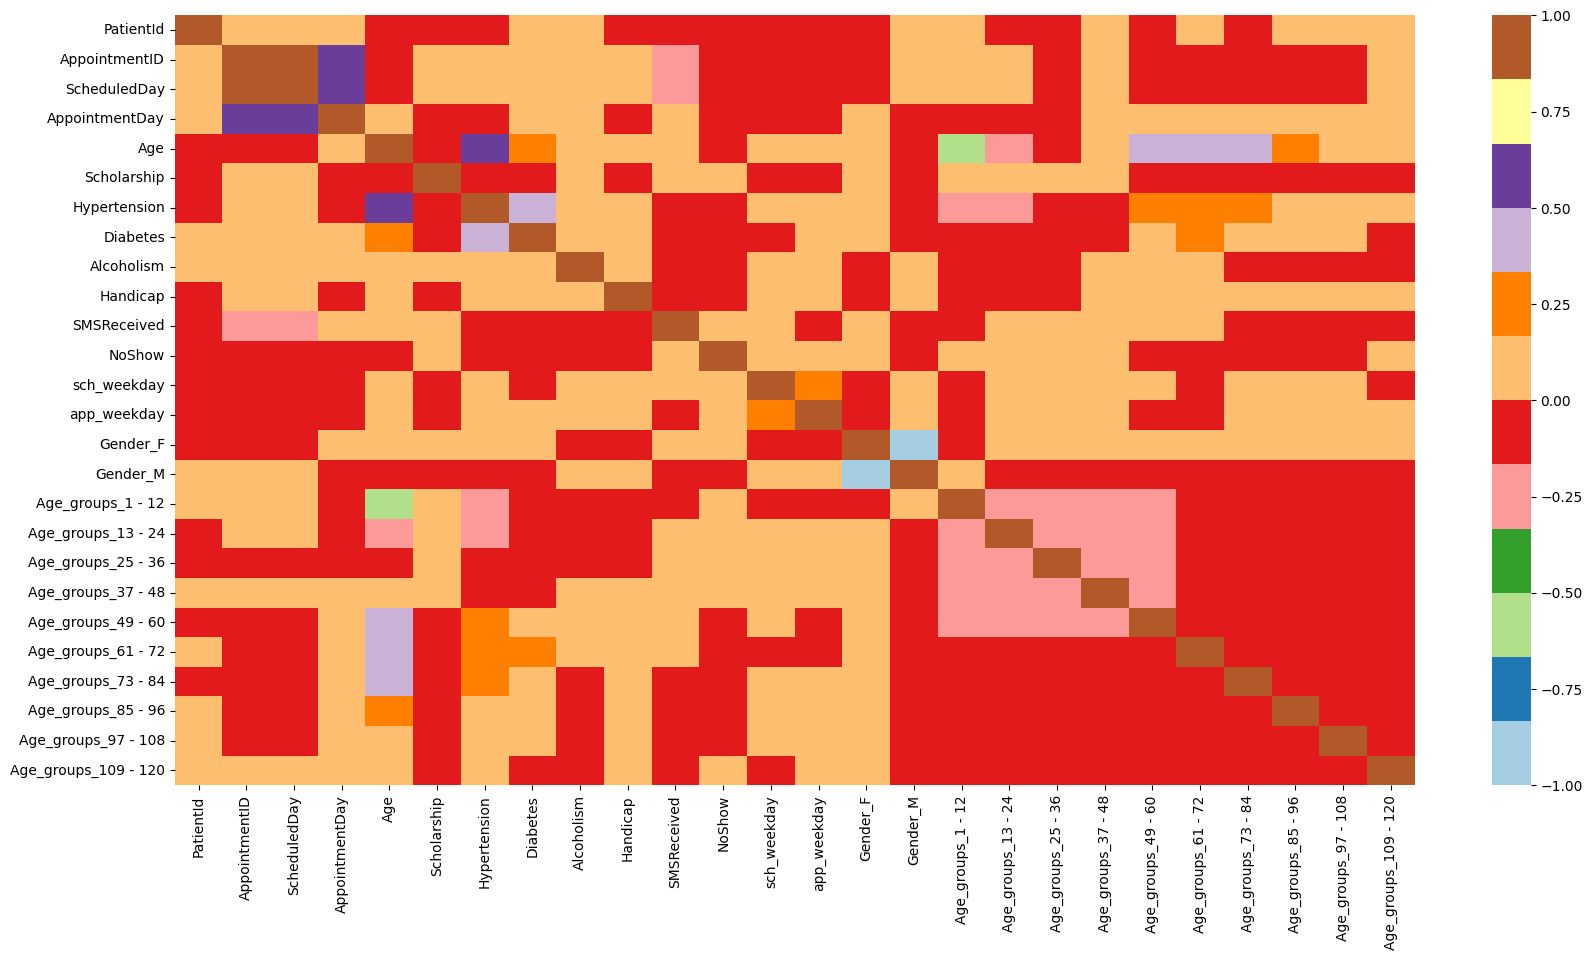 PatientId
AppointmentID
ScheduledDay
AppointmentDay
Age
Scholarship
Hypertension
Diabetes
Alcoholism
Handicap
SMSReceived
NoShow
sch_weekday
app_weekday
Gender_F
Gender_M
Age_groups_1 - 12
Age_groups_13 - 24
Age_groups_25 - 36
Age_groups_37 - 48
Age_groups_49 - 60
Age_groups_61 - 72
Age_groups_73 - 84
Age_groups_85 - 96
Age_groups_97 - 108
Age_groups_109 - 120
PatientId
AppointmentID
ScheduledDay
AppointmentDay
Age
Scholarship
Hypertension
Diabetes
Alcoholism
Handicap
SMSReceived
NoShow
sch_weekday
app_weekday
Gender_F
Gender_M
Age_groups_1 - 12
Age_groups_13 - 24
Age_groups_25 - 36
Age_groups_37 - 48
Age_groups_49 - 60
Age_groups_61 - 72
Age_groups_73 - 84
Age_groups_85 - 96
Age_groups_97 - 108
Age_groups_109 - 120
1.00
0.75
0.50
0.25
0.00
−0.25
−0.50
−0.75
−1.00